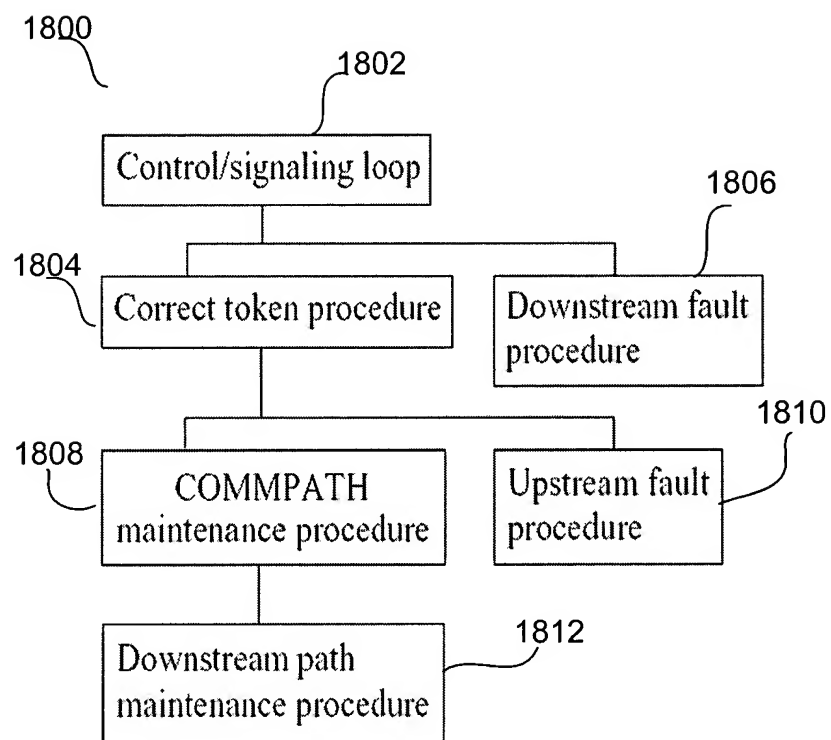 1800
1802
Control/signaling loop
1806
1804
Correct token procedure
Downstream fault
procedure
1810
1808
COMMPATH
maintenance procedure
Upstream fault
procedure
1812
Downstream path
maintenance procedure